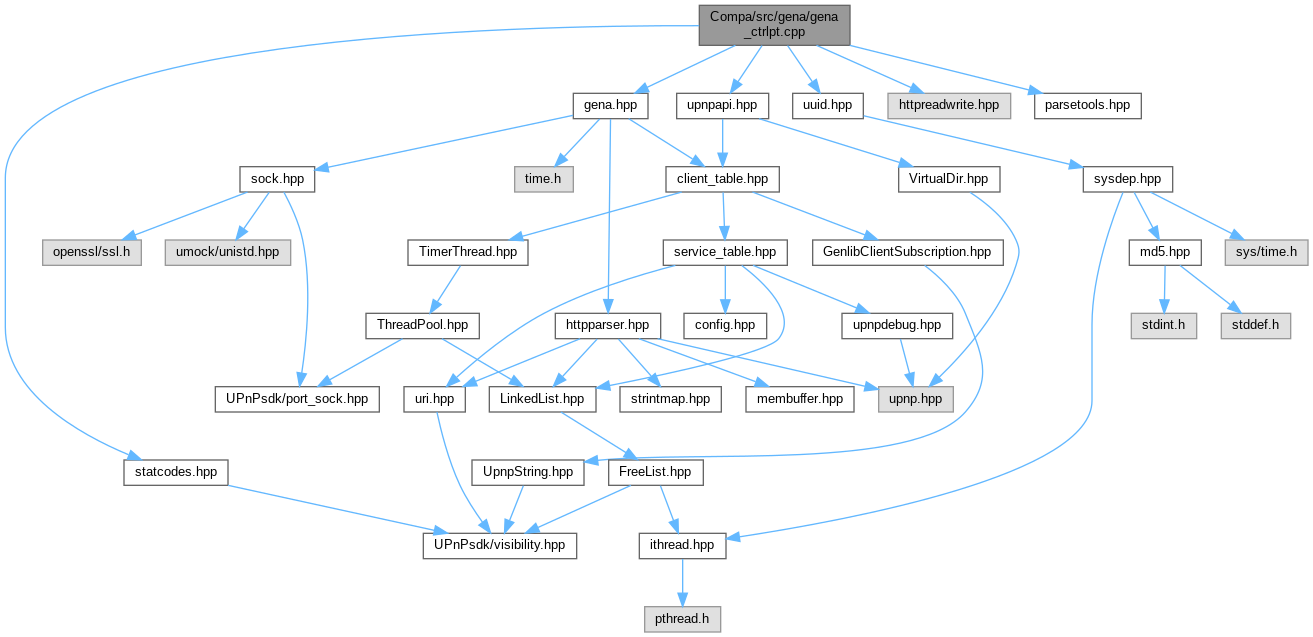 Compa/src/gena/gena
_ctrlpt.cpp
gena.hpp
upnpapi.hpp
uuid.hpp
httpreadwrite.hpp
parsetools.hpp
sock.hpp
time.h
client_table.hpp
VirtualDir.hpp
sysdep.hpp
openssl/ssl.h
umock/unistd.hpp
TimerThread.hpp
service_table.hpp
GenlibClientSubscription.hpp
md5.hpp
sys/time.h
ThreadPool.hpp
httpparser.hpp
config.hpp
upnpdebug.hpp
stdint.h
stddef.h
UPnPsdk/port_sock.hpp
uri.hpp
LinkedList.hpp
strintmap.hpp
membuffer.hpp
upnp.hpp
statcodes.hpp
UpnpString.hpp
FreeList.hpp
UPnPsdk/visibility.hpp
ithread.hpp
pthread.h